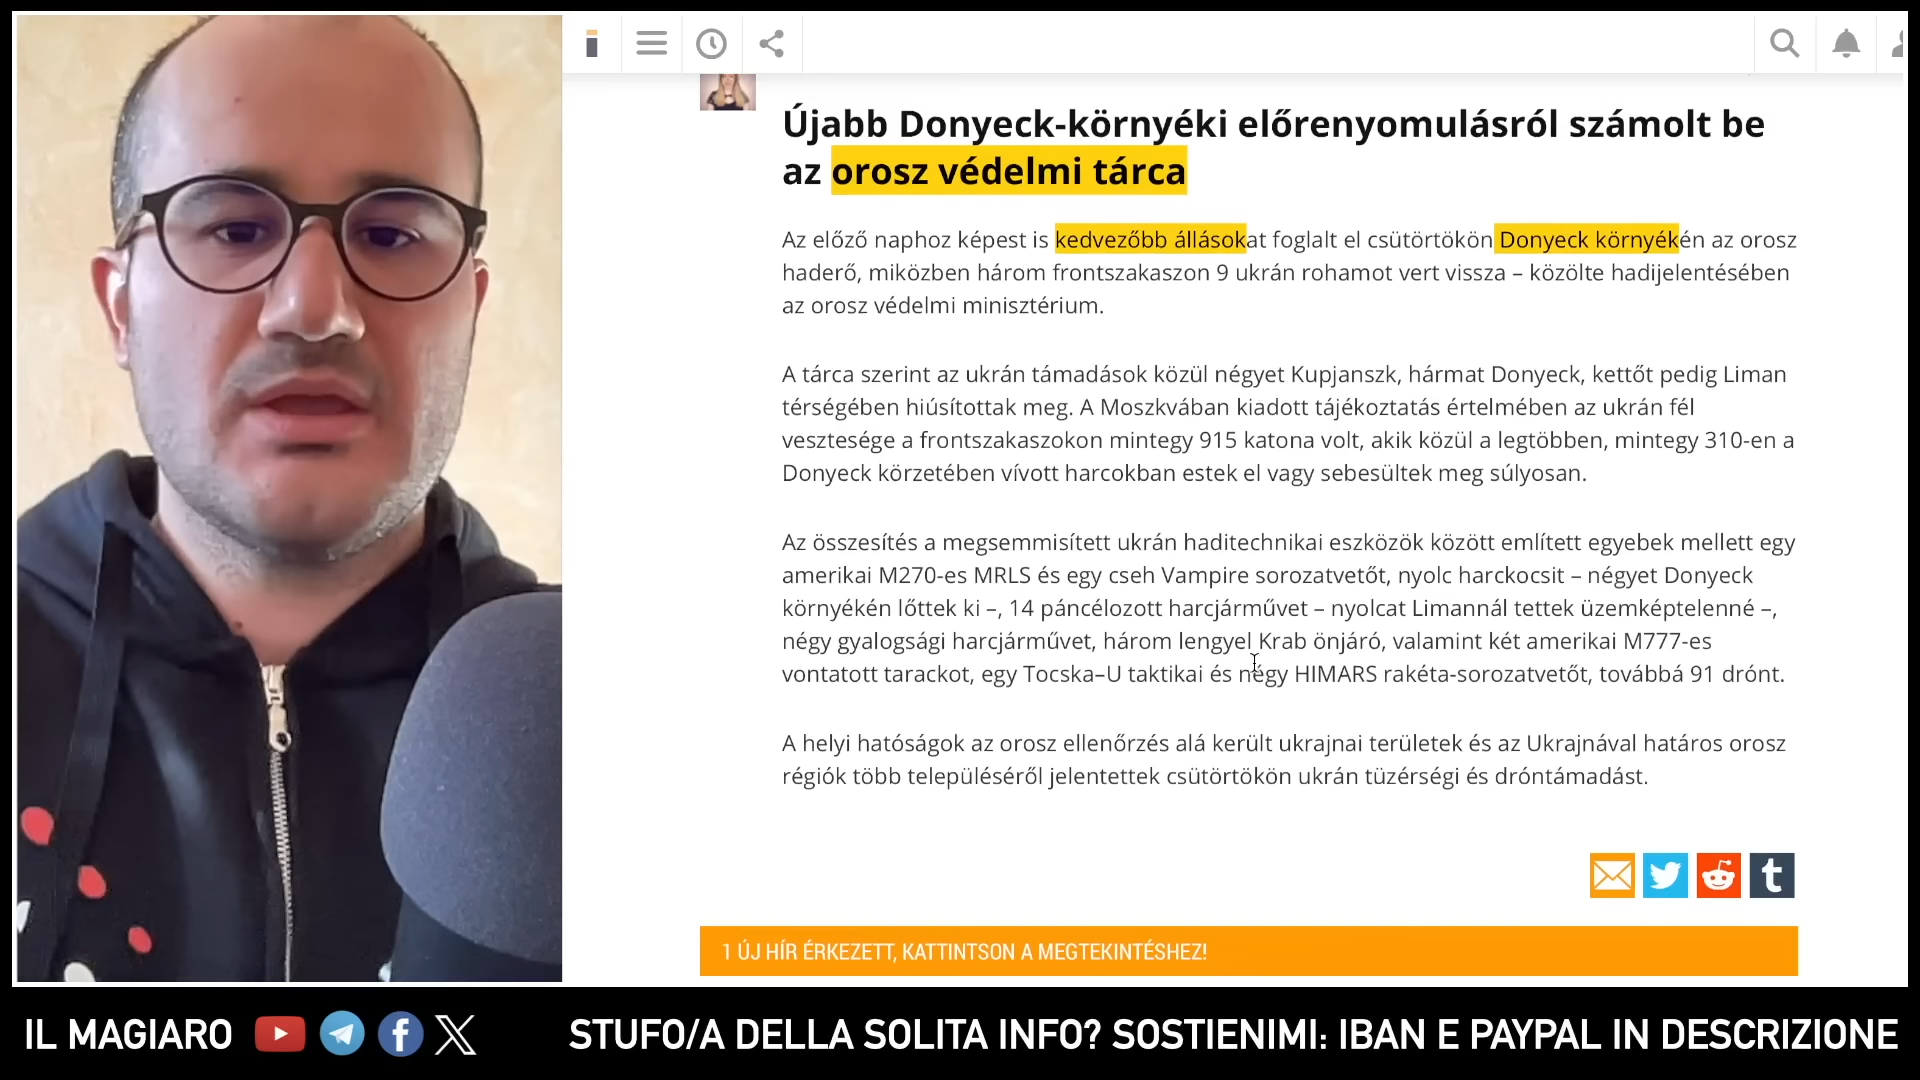 Újabb Donyeck-környéki előrenyomulásról számolt be
az orosz védelmi tárca
Az előző naphoz képest is kedvezőbb állásokat foglalt el csütörtökön Donyeck környékén az orosz
haderő, miközben három frontszakaszon 9 ukrán rohamot vert vissza – közölte hadijelentésében
az orosz védelmi minisztérium.
A tárca szerint az ukrán támadások közül négyet Kupjanszk, hármat Donyeck, kettőt pedig Liman
térségében hiúsítottak meg. A Moszkvában kiadott tájékoztatás értelmében az ukrán fél
vesztesége a frontszakaszokon mintegy 915 katona volt, akik közül a legtöbben, mintegy 310-en a
Donyeck körzetében vívott harcokban estek el vagy sebesültek meg súlyosan.
Az összesítés a megsemmisített ukrán haditechnikai eszközök között említett egyebek mellett egy
amerikai M270-es MRLS és egy cseh Vampire sorozatvetőt, nyolc harckocsit – négyet Donyeck
környékén lőttek ki –, 14 páncélozott harcjárművet – nyolcat Limannál tettek üzemképtelenné –,
négy gyalogsági harcjárművet, három lengyel Krab önjáró, valamint két amerikai M777-es
vontatott tarackot, egy Tocska–U taktikai és négy HIMARS rakéta-sorozatvetőt, továbbá 91 drónt.
A helyi hatóságok az orosz ellenőrzés alá került ukrajnai területek és az Ukrajnával határos orosz
régiók több településéről jelentettek csütörtökön ukrán tüzérségi és dróntámadást.
1 ÚJ HÍR ÉRKEZETT, KATTINTSON A MEGTEKINTÉSHEZ!
IL MAGIARO
STUFO/A DELLA SOLITA INFO? SOSTIENIMI: IBAN E PAYPAL IN DESCRIZIONE